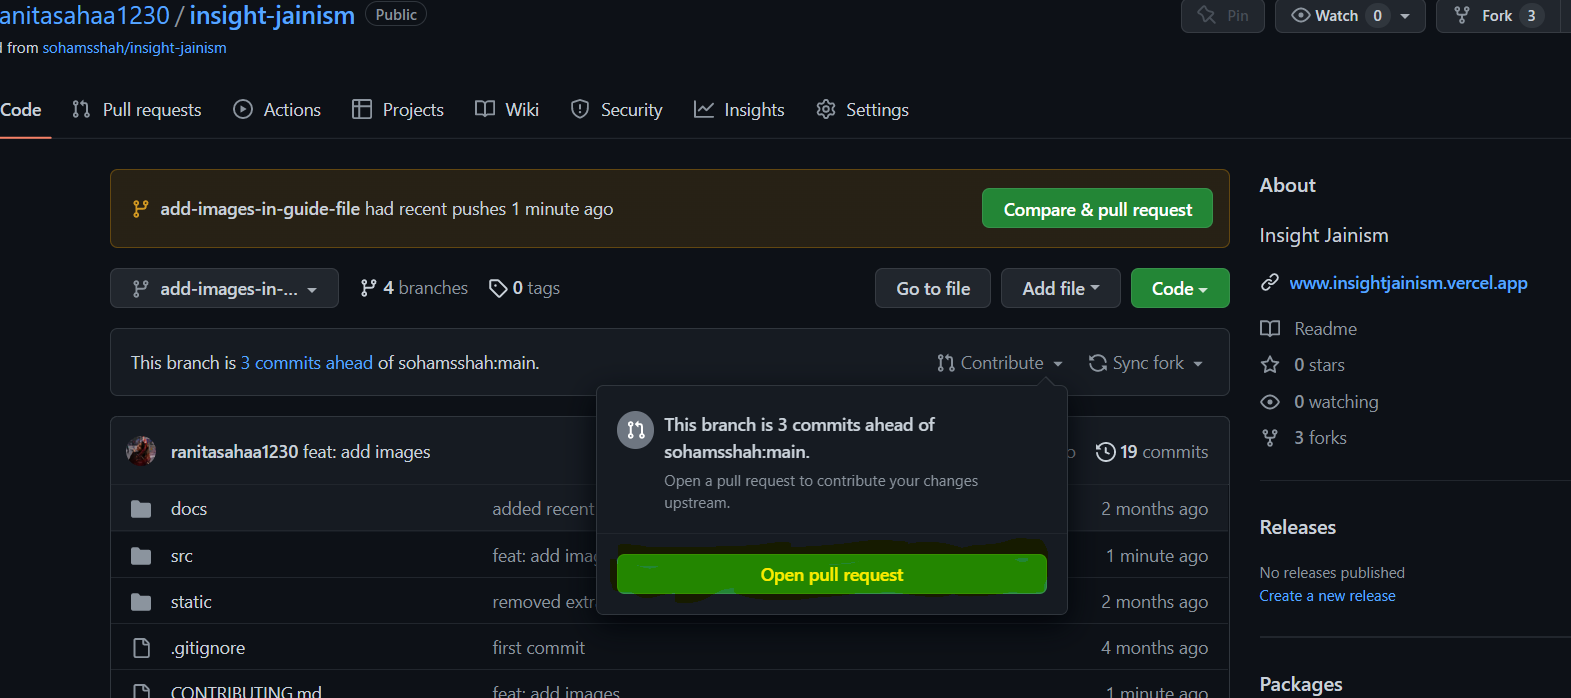 anitasahaa1230 / insight-jainism Public
Pin Watch 0 Fork 3
from sohamsshah/insight-jainism
Code Pull requests Actions Projects Wiki Security Insights Settings
add-images-in-guide-file had recent pushes 1 minute ago Compare & pull request
add-images-in-... 4 branches 0 tags Go to file Add file Code
This branch is 3 commits ahead of sohamsshah:main. Contribute Sync fork
This branch is 3 commits ahead of
sohamsshah:main.
Open a pull request to contribute your changes
upstream.
Open pull request
ranitasahaa1230 feat: add images 19 commits
docs added recent 2 months ago
src feat: add imag 1 minute ago
static removed extr 2 months ago
.gitignore first commit 4 months ago
CONTRIBUTING.md feat: add images 1 minute ago
About
Insight Jainism
www.insightjainism.vercel.app
Readme
0 stars
0 watching
3 forks
Releases
No releases published
Create a new release
Packages